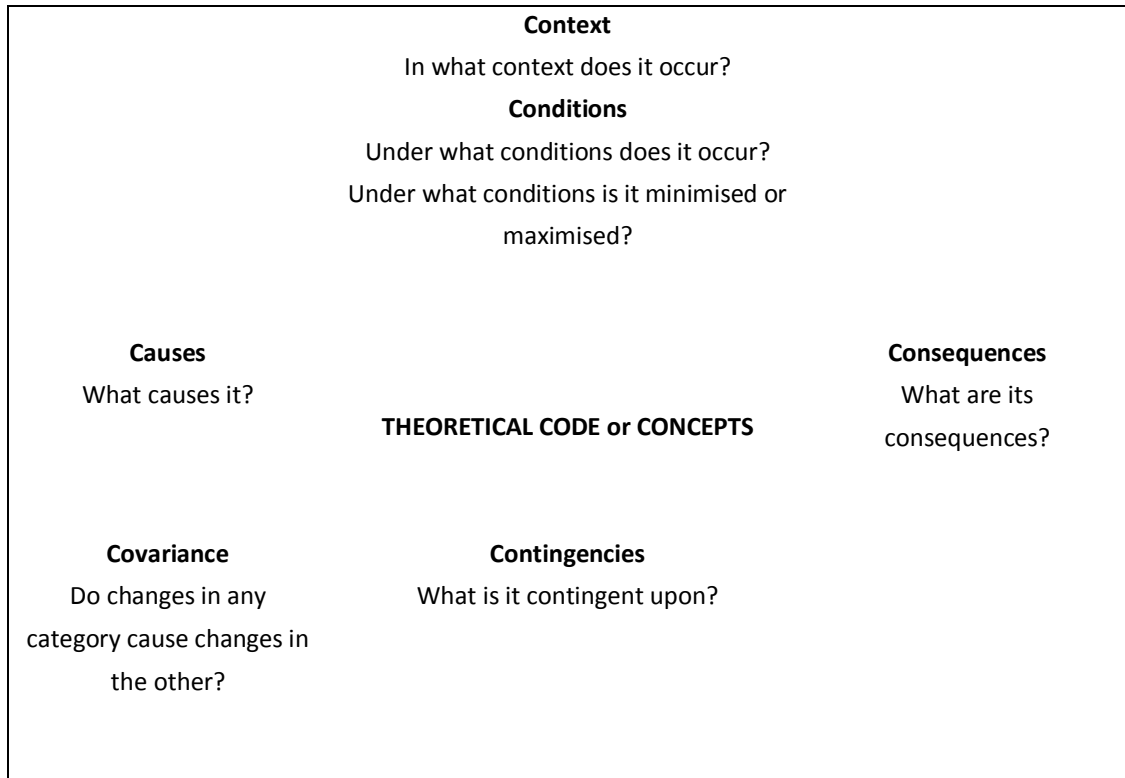 Context
In what context does it occur?
Conditions
Under what conditions does it occur?
Under what conditions is it minimised or
maximised?
Causes
What causes it?
THEORETICAL CODE or CONCEPTS
Consequences
What are its
consequences?
Covariance
Do changes in any
category cause changes in
the other?
Contingencies
What is it contingent upon?